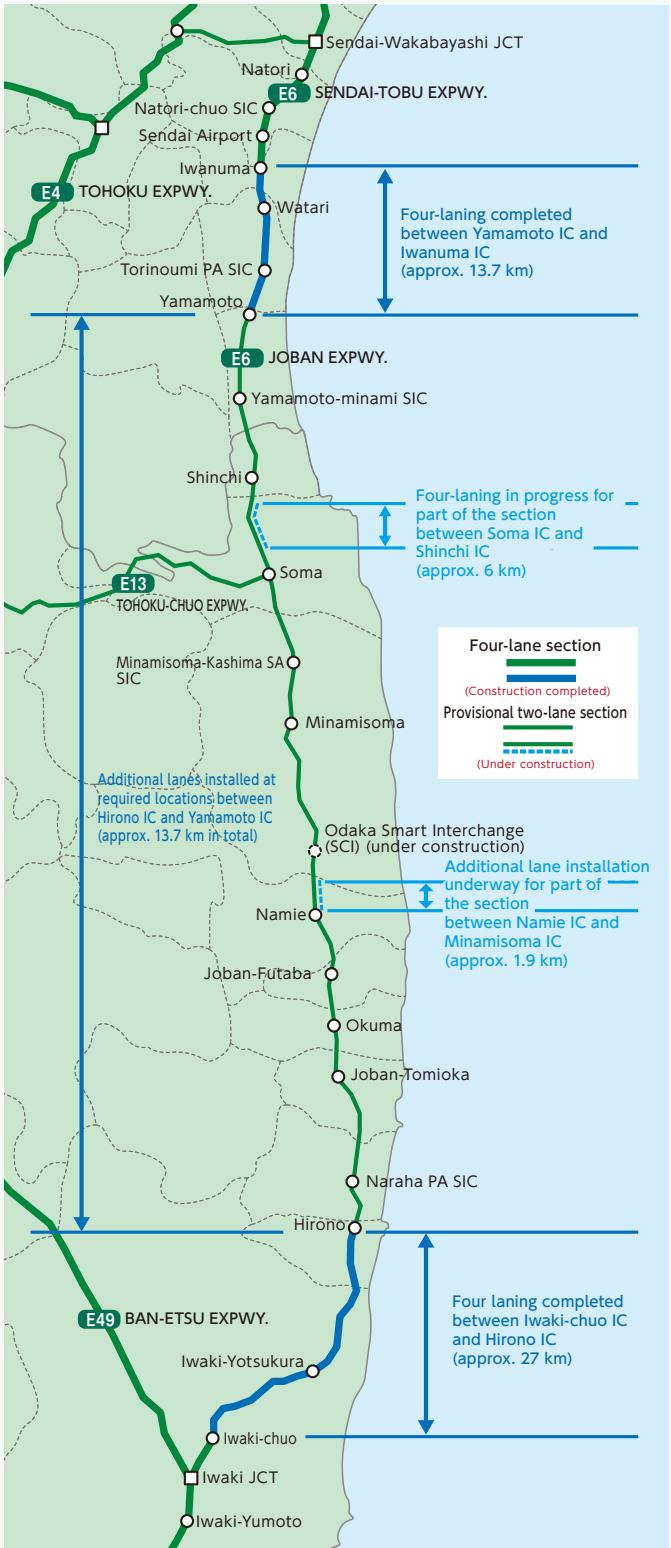 Sendai-Wakabayashi JCT
Natori
E6 SENDAI-TOBU EXPWY.
Natori-chuo SIC
Sendai Airport
Iwanuma
E4 TOHOKU EXPWY.
Watari
Four-laning completed
between Yamamoto IC and
Iwanuma IC
(approx. 13.7 km)
Torinoumi PA SIC
Yamamoto
E6 JOBAN EXPWY.
Yamamoto-minami SIC
Shinchi
Four-laning in progress for
part of the section
between Soma IC and
Shinchi IC
(approx. 6 km)
Soma
E13
TOHOKU-CHUO EXPWY.
Four-lane section
(Construction completed)
Provisional two-lane section
(Under construction)
Minamisoma-Kashima SA
SIC
Minamisoma
Additional lanes installed at
required locations between
Hirono IC and Yamamoto IC
(approx. 13.7 km in total)
Odaka Smart Interchange
(SCI) (under construction)
Additional lane installation
underway for part of
the section
between Namie IC and
Minamisoma IC
(approx. 1.9 km)
Namie
Joban-Futaba
Okuma
Joban-Tomioka
Naraha PA SIC
Hirono
E49 BAN-ETSU EXPWY.
Four laning completed
between Iwaki-chuo IC
and Hirono IC
(approx. 27 km)
Iwaki-Yotsukura
Iwaki-chuo
Iwaki JCT
Iwaki-Yumoto